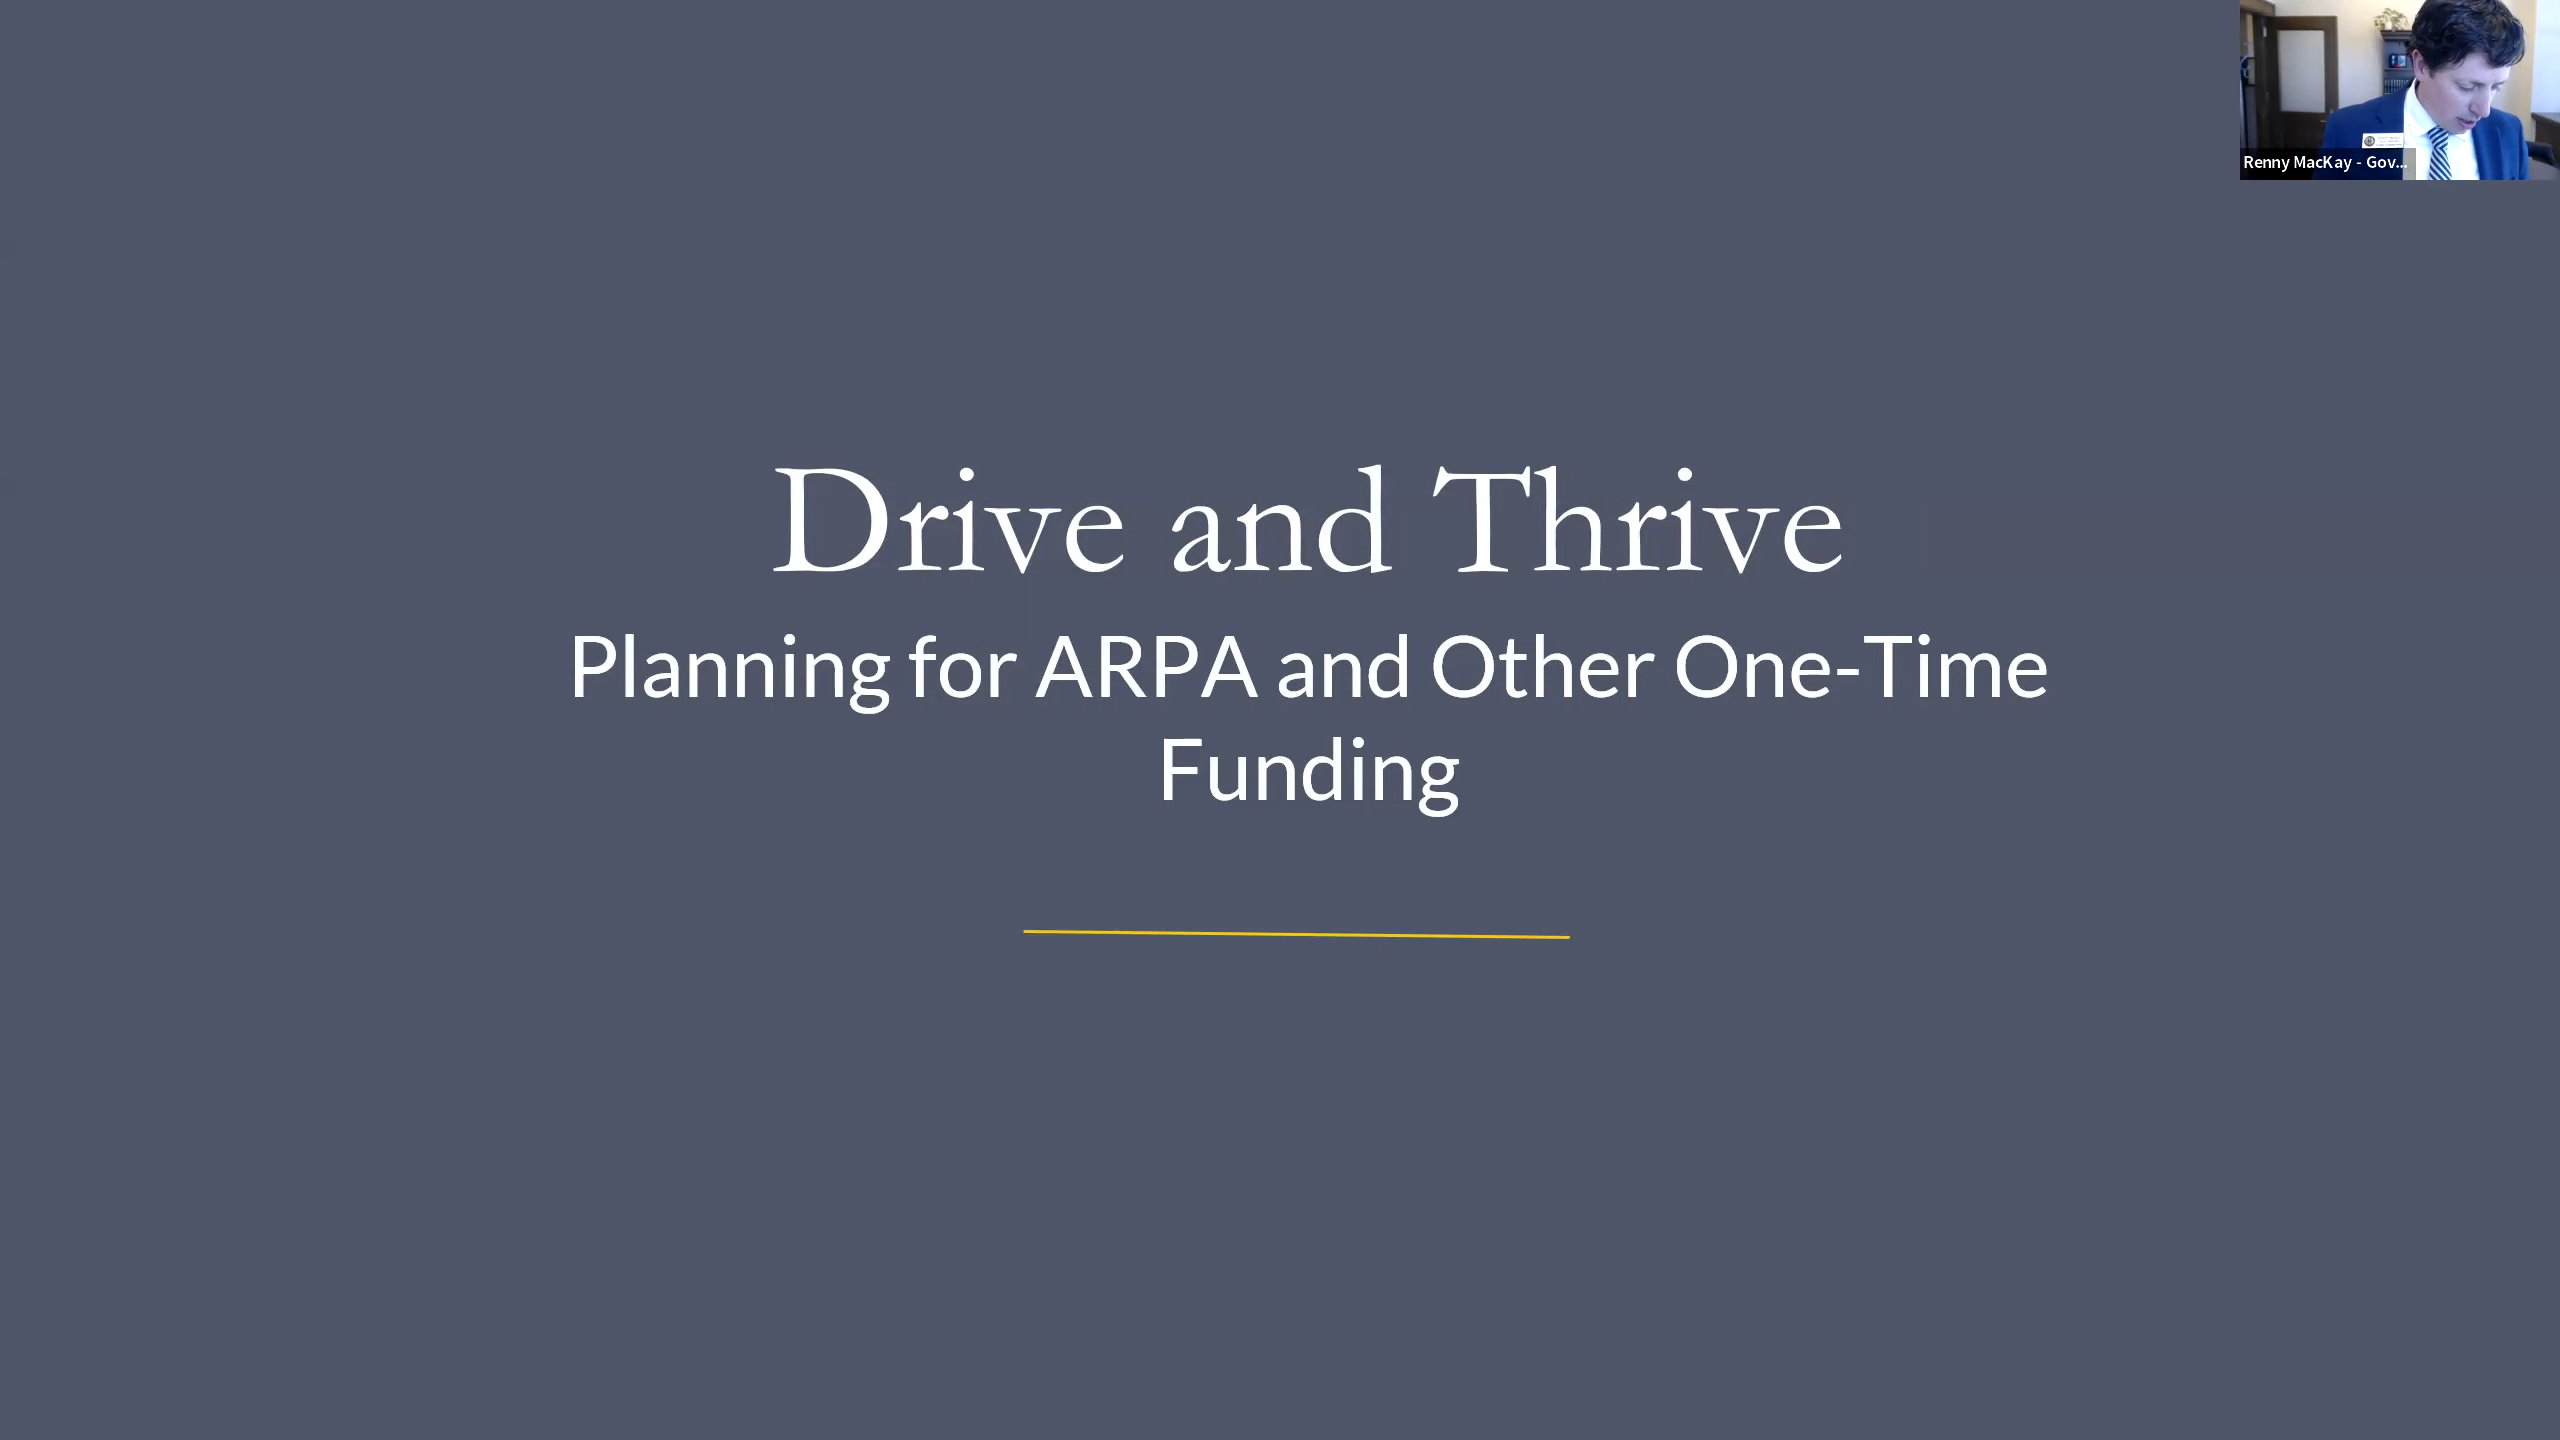 Renny MacKay - Gov...
Drive and Thrive
Planning for ARPA and Other One-Time
Funding